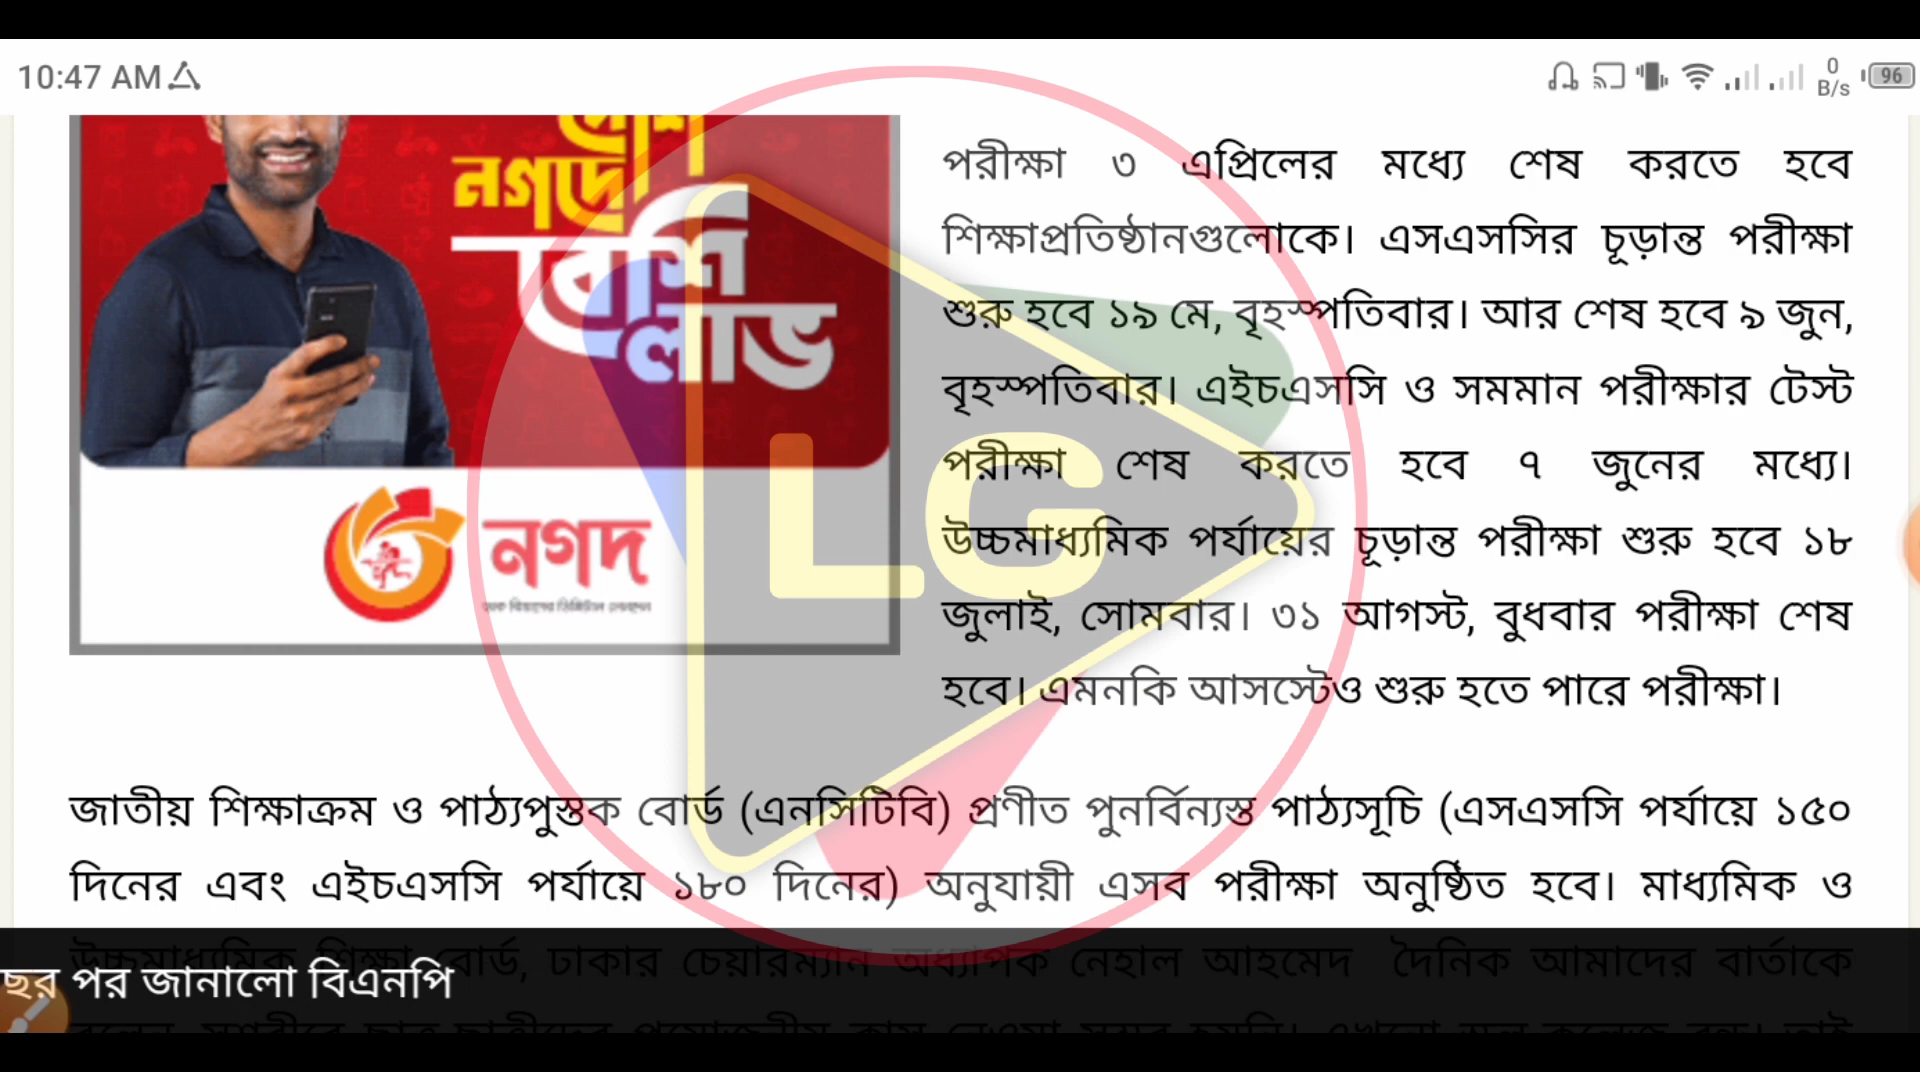 10:47 AM
0
B/s
96
নগদে
বেশি
লাভ
নগদ
পরীক্ষা ৩ এপ্রিলের মধ্যে শেষ করতে হবে
শিক্ষাপ্রতিষ্ঠানগুলোকে। এসএসসির চূড়ান্ত পরীক্ষা
শুরু হবে ১৯ মে, বৃহস্পতিবার। আর শেষ হবে ৯ জুন,
বৃহস্পতিবার। এইচএসসি ও সমমান পরীক্ষার টেস্ট
পরীক্ষা শেষ করতে হবে ৭ জুনের মধ্যে।
উচ্চমাধ্যমিক পর্যায়ের চূড়ান্ত পরীক্ষা শুরু হবে ১৮
জুলাই, সোমবার। ৩১ আগস্ট, বুধবার পরীক্ষা শেষ
হবে। এমনকি আসস্টেও শুরু হতে পারে পরীক্ষা।
LG
জাতীয় শিক্ষাক্রম ও পাঠ্যপুস্তক বোর্ড (এনসিটিবি) প্রণীত পুনর্বিন্যস্ত পাঠ্যসূচি (এসএসসি পর্যায়ে ১৫০
দিনের এবং এইচএসসি পর্যায়ে ১৮০ দিনের) অনুযায়ী এসব পরীক্ষা অনুষ্ঠিত হবে। মাধ্যমিক ও
উচ্চমাধ্যমিক শিক্ষা বোর্ড, ঢাকার চেয়ারম্যান অধ্যাপক নেহাল আহমেদ দৈনিক আমাদের বার্তাকে
ছর পর জানালো বিএনপি